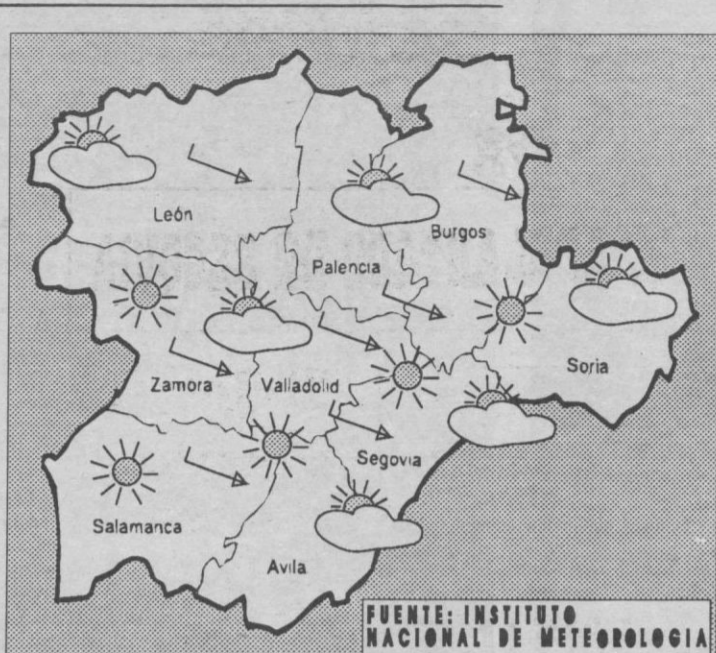 León
Burgos
Palencia
Soria
Zamora
Valladolid
Segovia
Salamanca
Avila
FUENTE: INSTITUTO
NACIONAL DE METEOROLOGIA